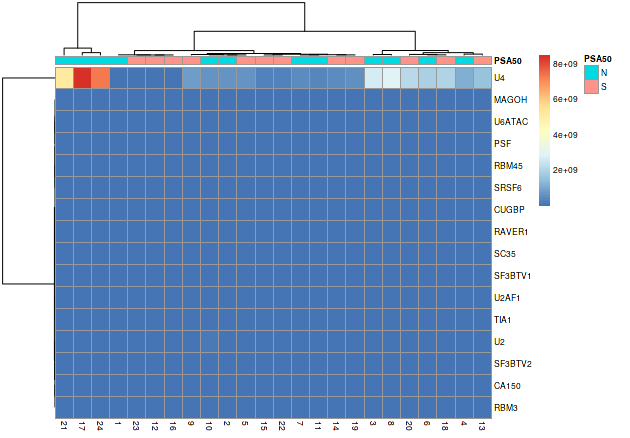 PSA50
PSA50
N
S
8e+09
6e+09
4e+09
2e+09
U4
MAGOH
U6ATAC
PSF
RBM45
SRSF6
CUGBP
RAVER1
SC35
SF3BTV1
U2AF1
TIA1
U2
SF3BTV2
CA150
RBM3
21 17 24 1 23 12 16 9 10 2 5 15 22 7 11 14 19 3 8 20 6 18 4 13